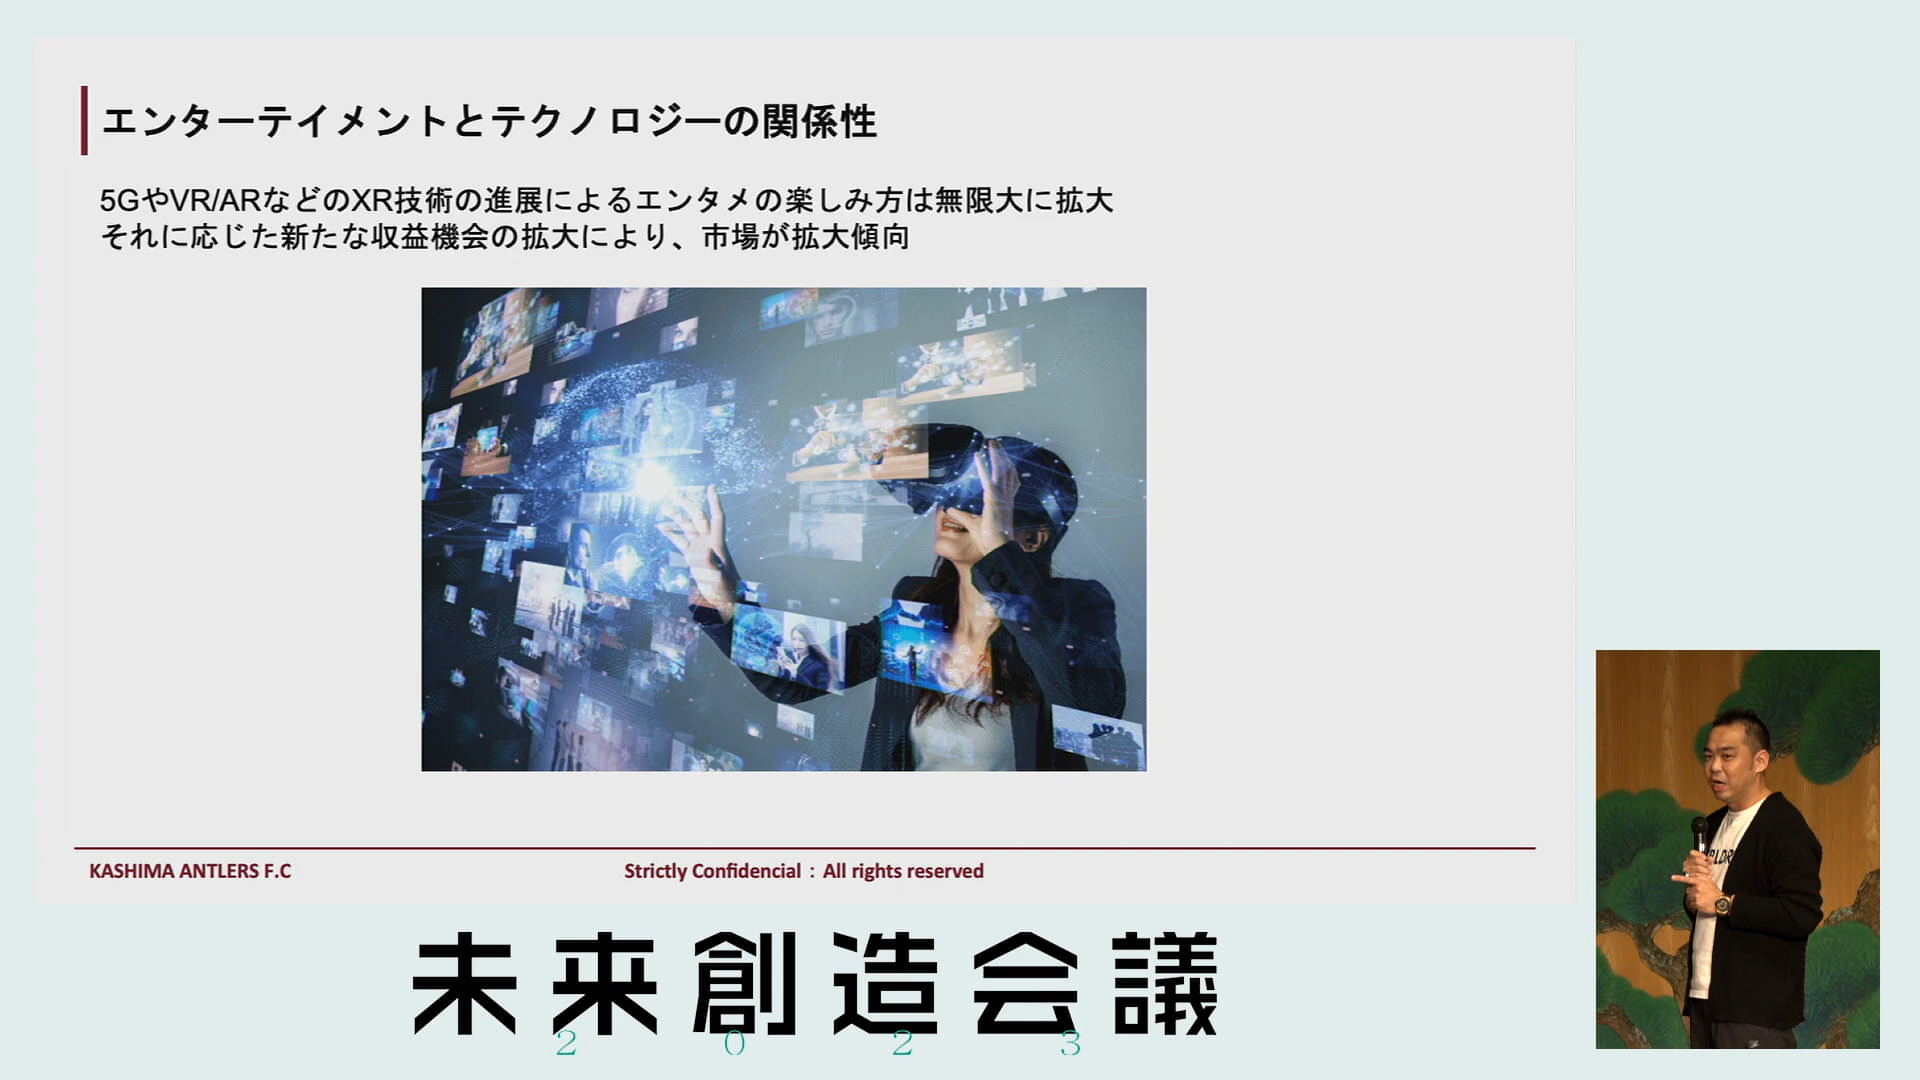 エンターテイメントとテクノロジーの関係性
5GやVR/ARなどのXR技術の進展によるエンタメの楽しみ方は無限大に拡大
それに応じた新たな収益機会の拡大により、市場が拡大傾向
KASHIMA ANTLERS F.C
Strictly Confidencial：All rights reserved
未来創造会議
2023